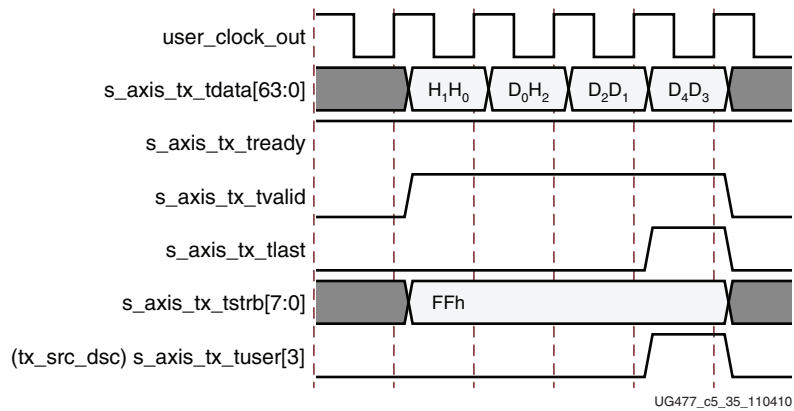 user_clock_out
s_axis_tx_tdata[63:0] H₁H₀ D₀H₂ D₂D₁ D₄D₃
s_axis_tx_tready
s_axis_tx_tvalid
s_axis_tx_tlast
s_axis_tx_tstrb[7:0] FFh
(tx_src_dsc) s_axis_tx_tuser[3]
UG477_c5_35_110410